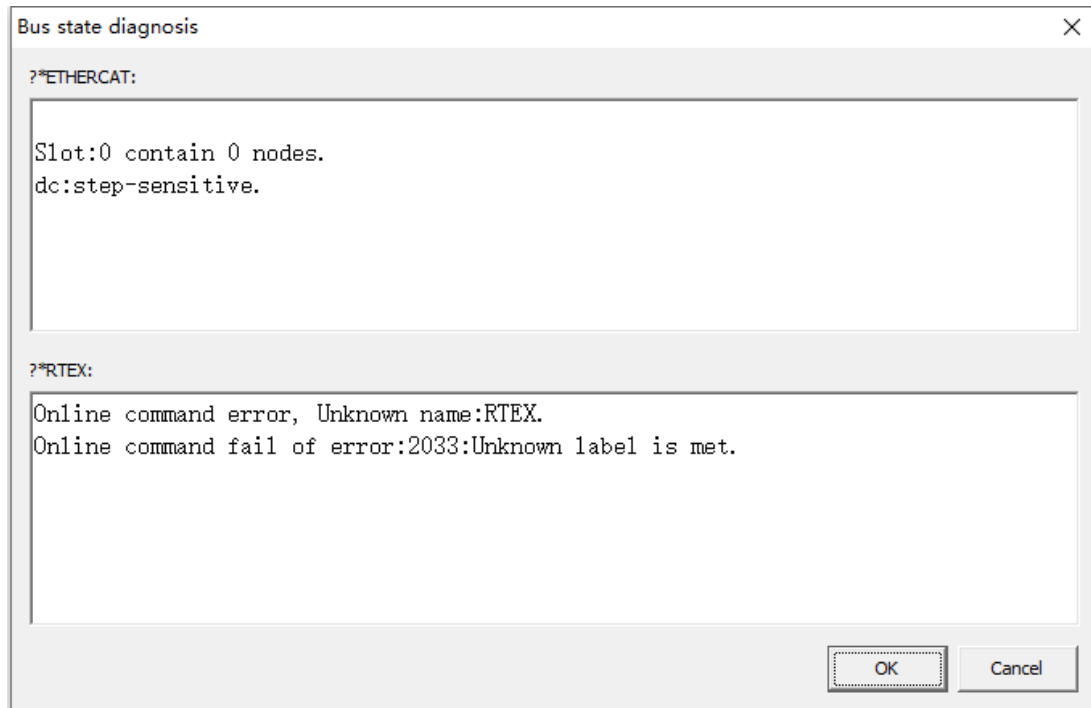 Bus state diagnosis
?*ETHERCAT:
Slot:0 contain 0 nodes.
dc:step-sensitive.
?*RTEX:
Online command error, Unknown name:RTEX.
Online command fail of error:2033:Unknown label is met.
OK
Cancel